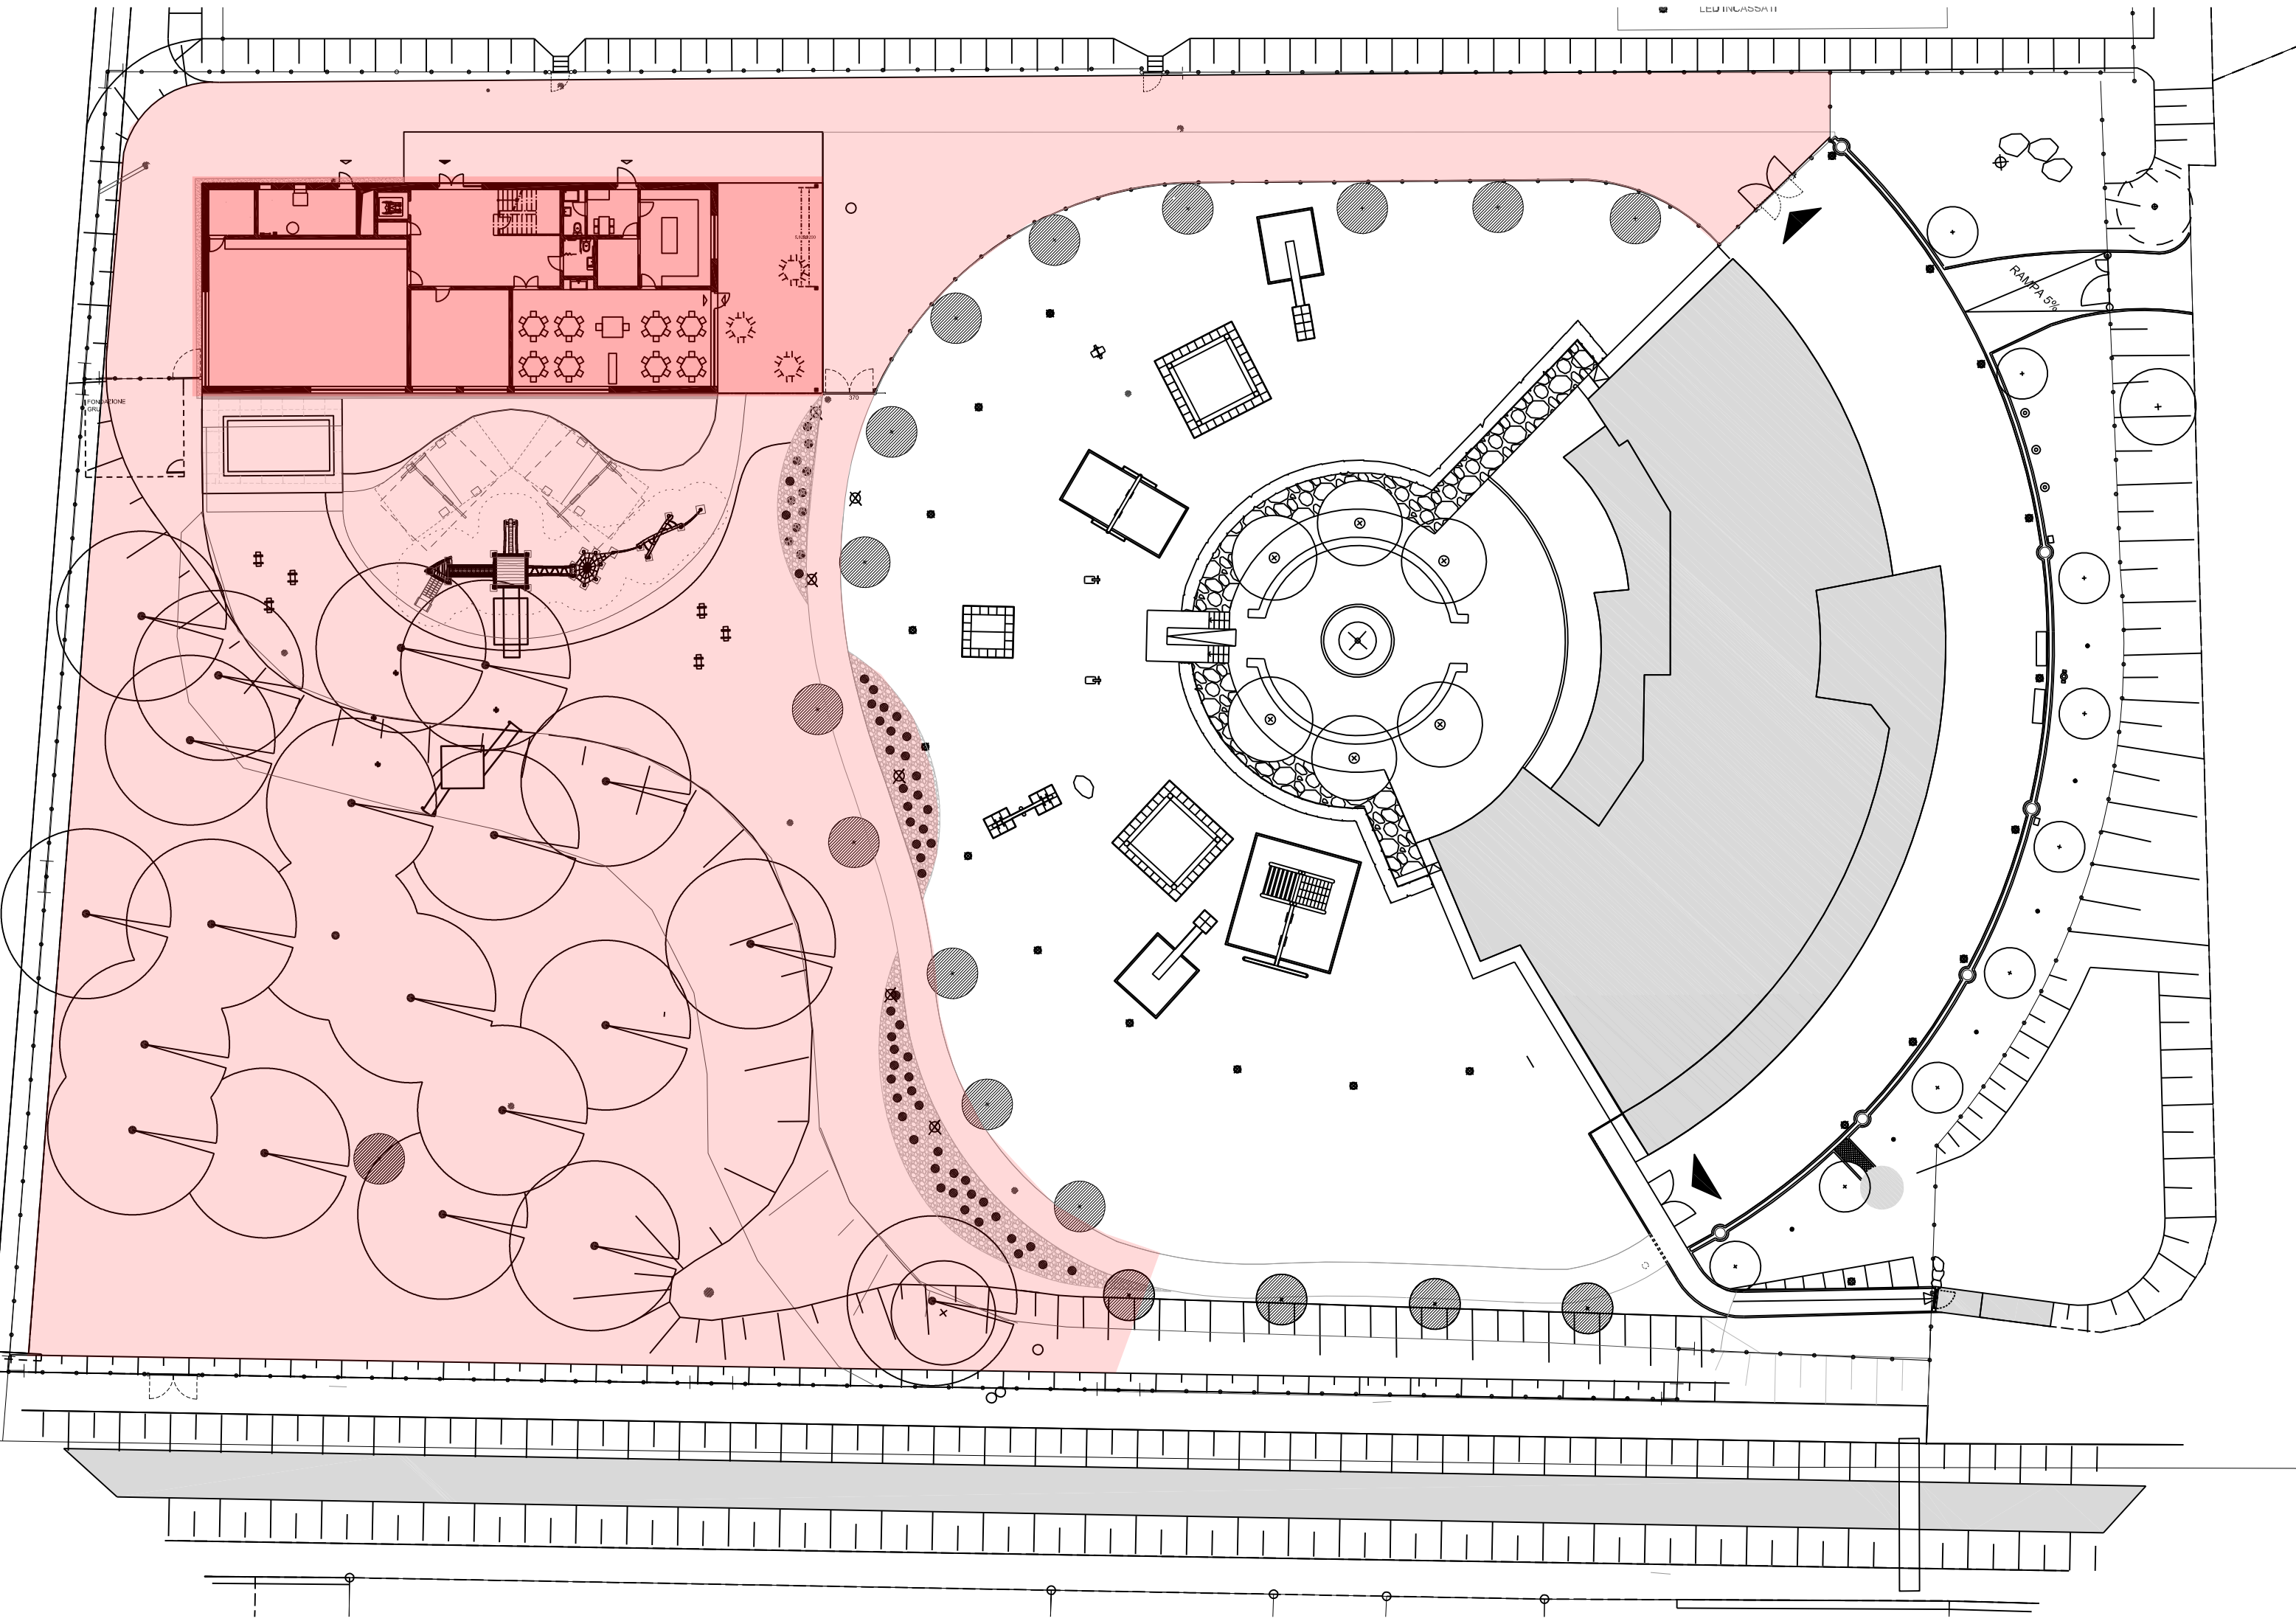 LED INCASSATI
RAMPA 5%
FONDAZIONE
GRU
370